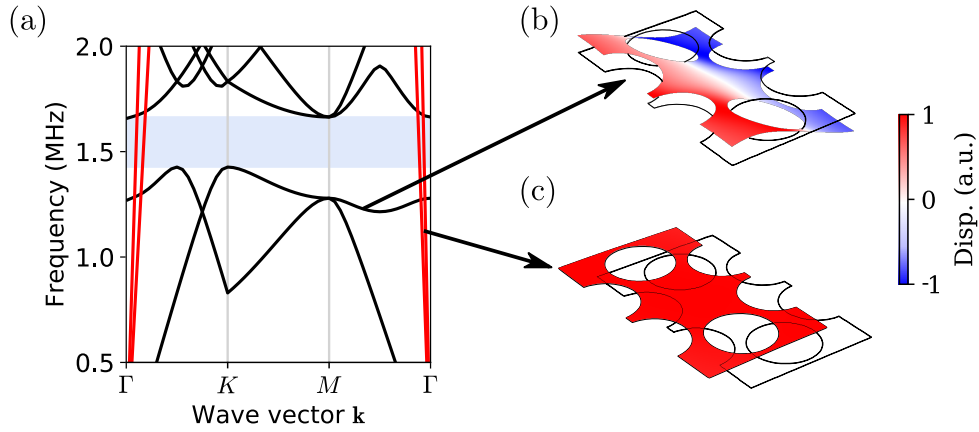 (a)
2.0
1.5
1.0
0.5
Frequency (MHz)
Γ K M Γ
Wave vector k
(b)
(c)
1
0
-1
Disp. (a.u.)